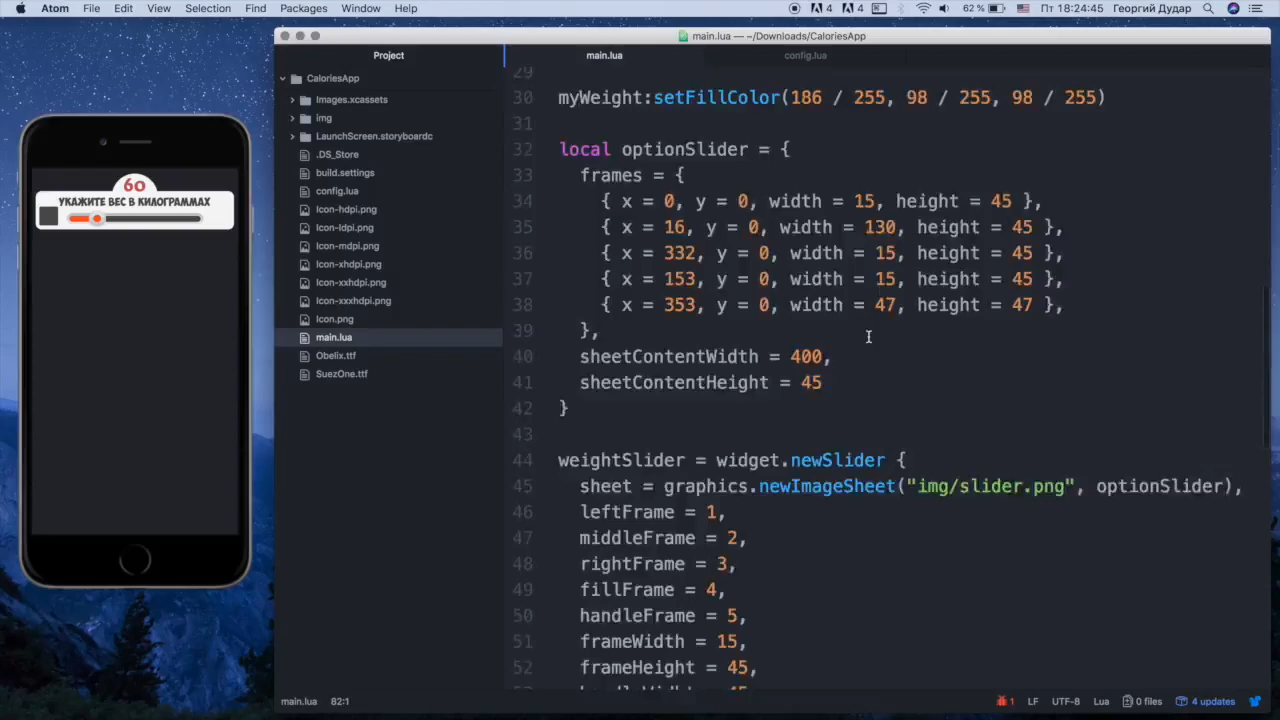 Atom File Edit View Selection Find Packages Window Help 4 4 62 % Пт 18:24:45 Георгий Дудар
main.lua — ~/Downloads/CaloriesApp
Project
main.lua
config.lua
CaloriesApp
Images.xcassets
img
LaunchScreen.storyboardc
.DS_Store
build.settings
config.lua
Icon-hdpi.png
Icon-ldpi.png
Icon-mdpi.png
Icon-xhdpi.png
Icon-xxhdpi.png
Icon-xxxhdpi.png
Icon.png
main.lua
Obelix.ttf
SuezOne.ttf
60
УКАЖИТЕ ВЕС В КИЛОГРАММАХ
29
30 myWeight:setFillColor(186 / 255, 98 / 255, 98 / 255)
31
32 local optionSlider = {
33 frames = {
34 { x = 0, y = 0, width = 15, height = 45 },
35 { x = 16, y = 0, width = 130, height = 45 },
36 { x = 332, y = 0, width = 15, height = 45 },
37 { x = 153, y = 0, width = 15, height = 45 },
38 { x = 353, y = 0, width = 47, height = 47 },
39 },
40 sheetContentWidth = 400,
41 sheetContentHeight = 45
42 }
43
44 weightSlider = widget.newSlider {
45 sheet = graphics.newImageSheet("img/slider.png", optionSlider),
46 leftFrame = 1,
47 middleFrame = 2,
48 rightFrame = 3,
49 fillFrame = 4,
50 handleFrame = 5,
51 frameWidth = 15,
52 frameHeight = 45,
main.lua 82:1 1 LF UTF-8 Lua 0 files 4 updates